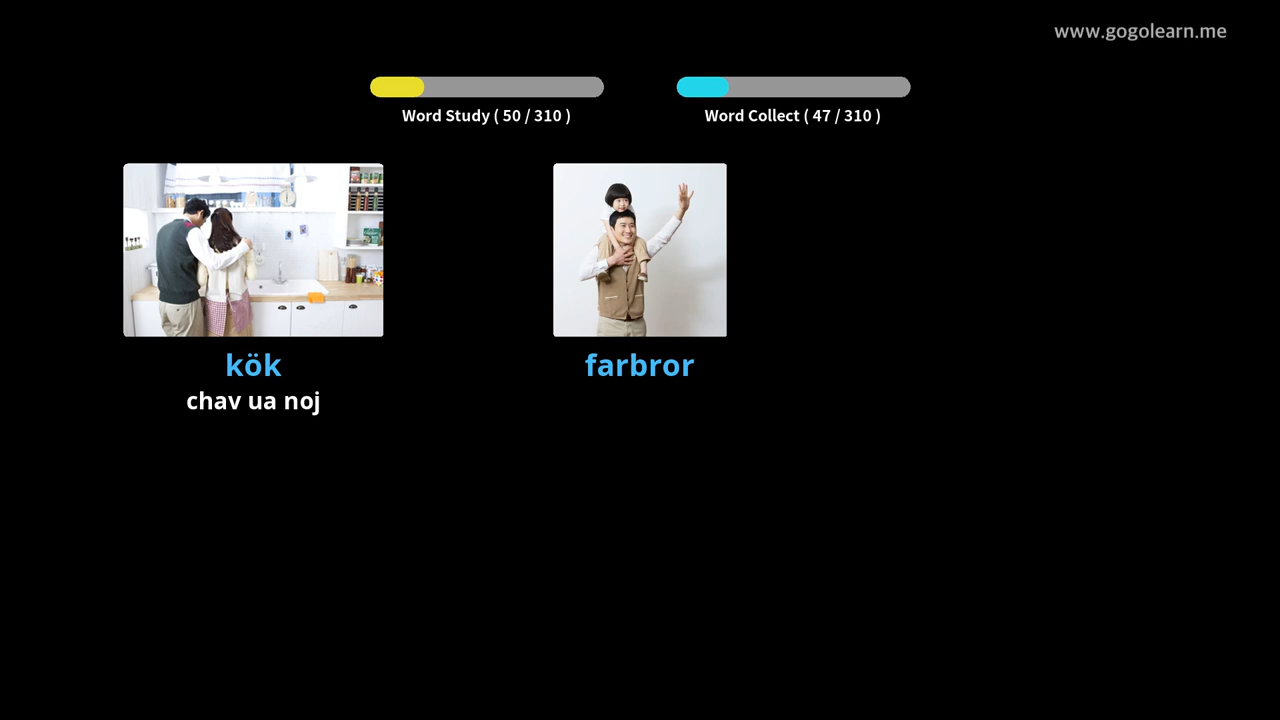 www.gogolearn.me
Word Study ( 50 / 310 )
Word Collect ( 47 / 310 )
kök
chav ua noj
farbror